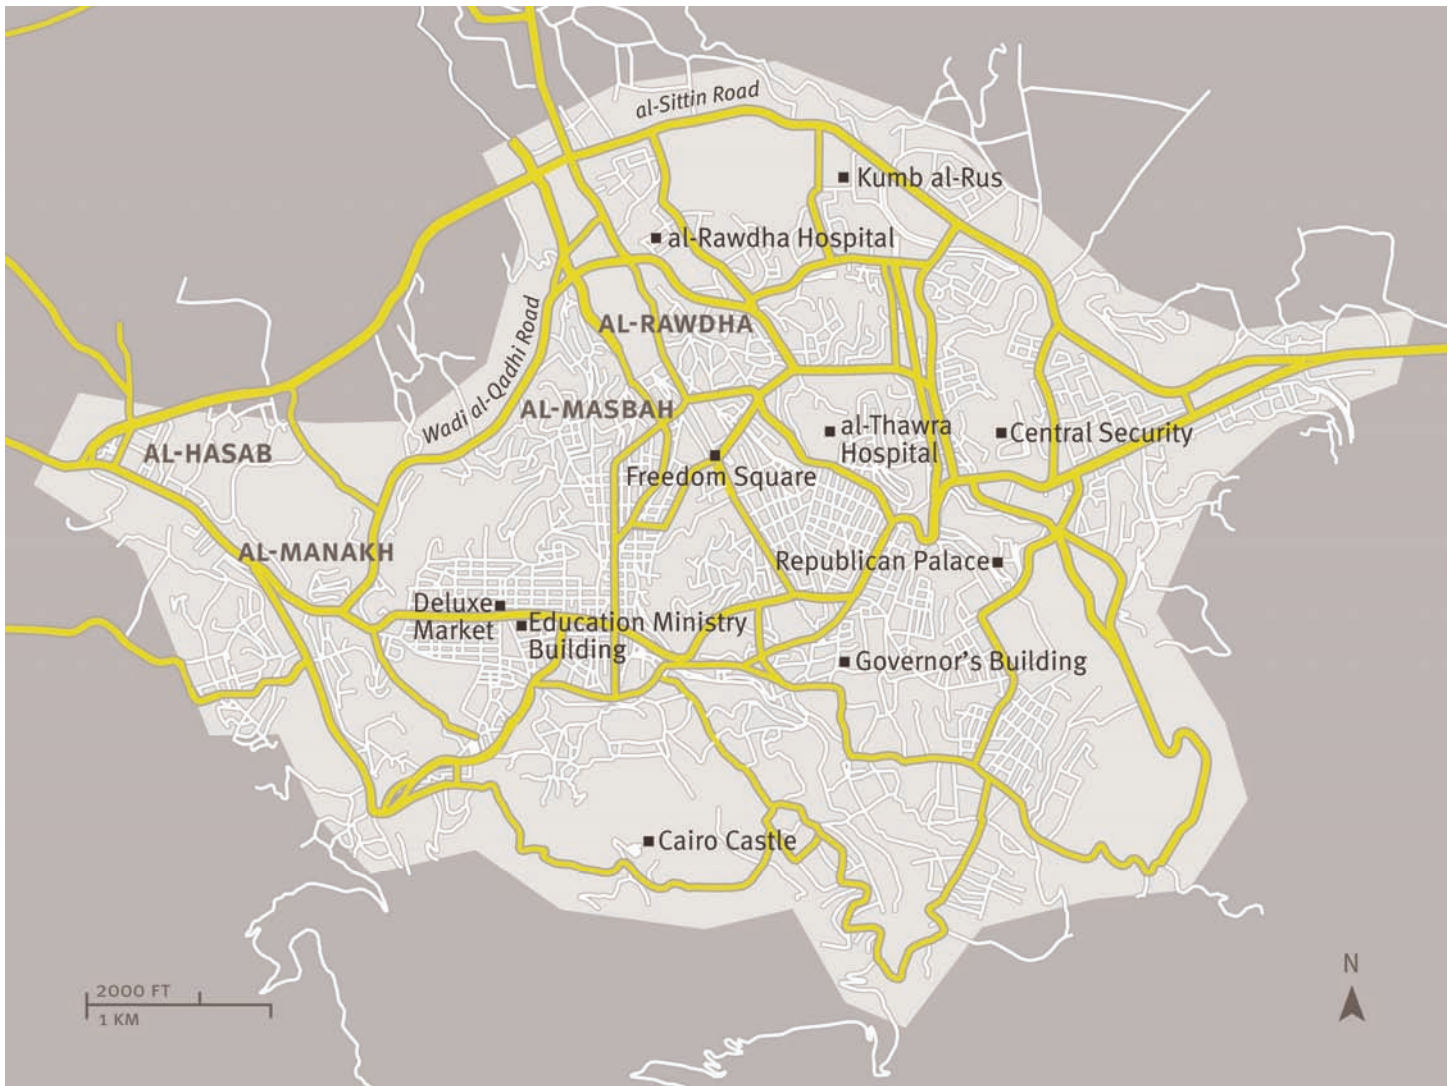 al-Sittin Road
Kumb al-Rus
al-Rawdha Hospital
AL-RAWDHA
Wadi al-Qadhi Road
AL-MASBAH
al-Thawra
Hospital
Central Security
AL-HASAB
Freedom Square
AL-MANAKH
Republican Palace
Deluxe
Market
Education Ministry
Building
Governor's Building
Cairo Castle
N
2000 FT
1 KM